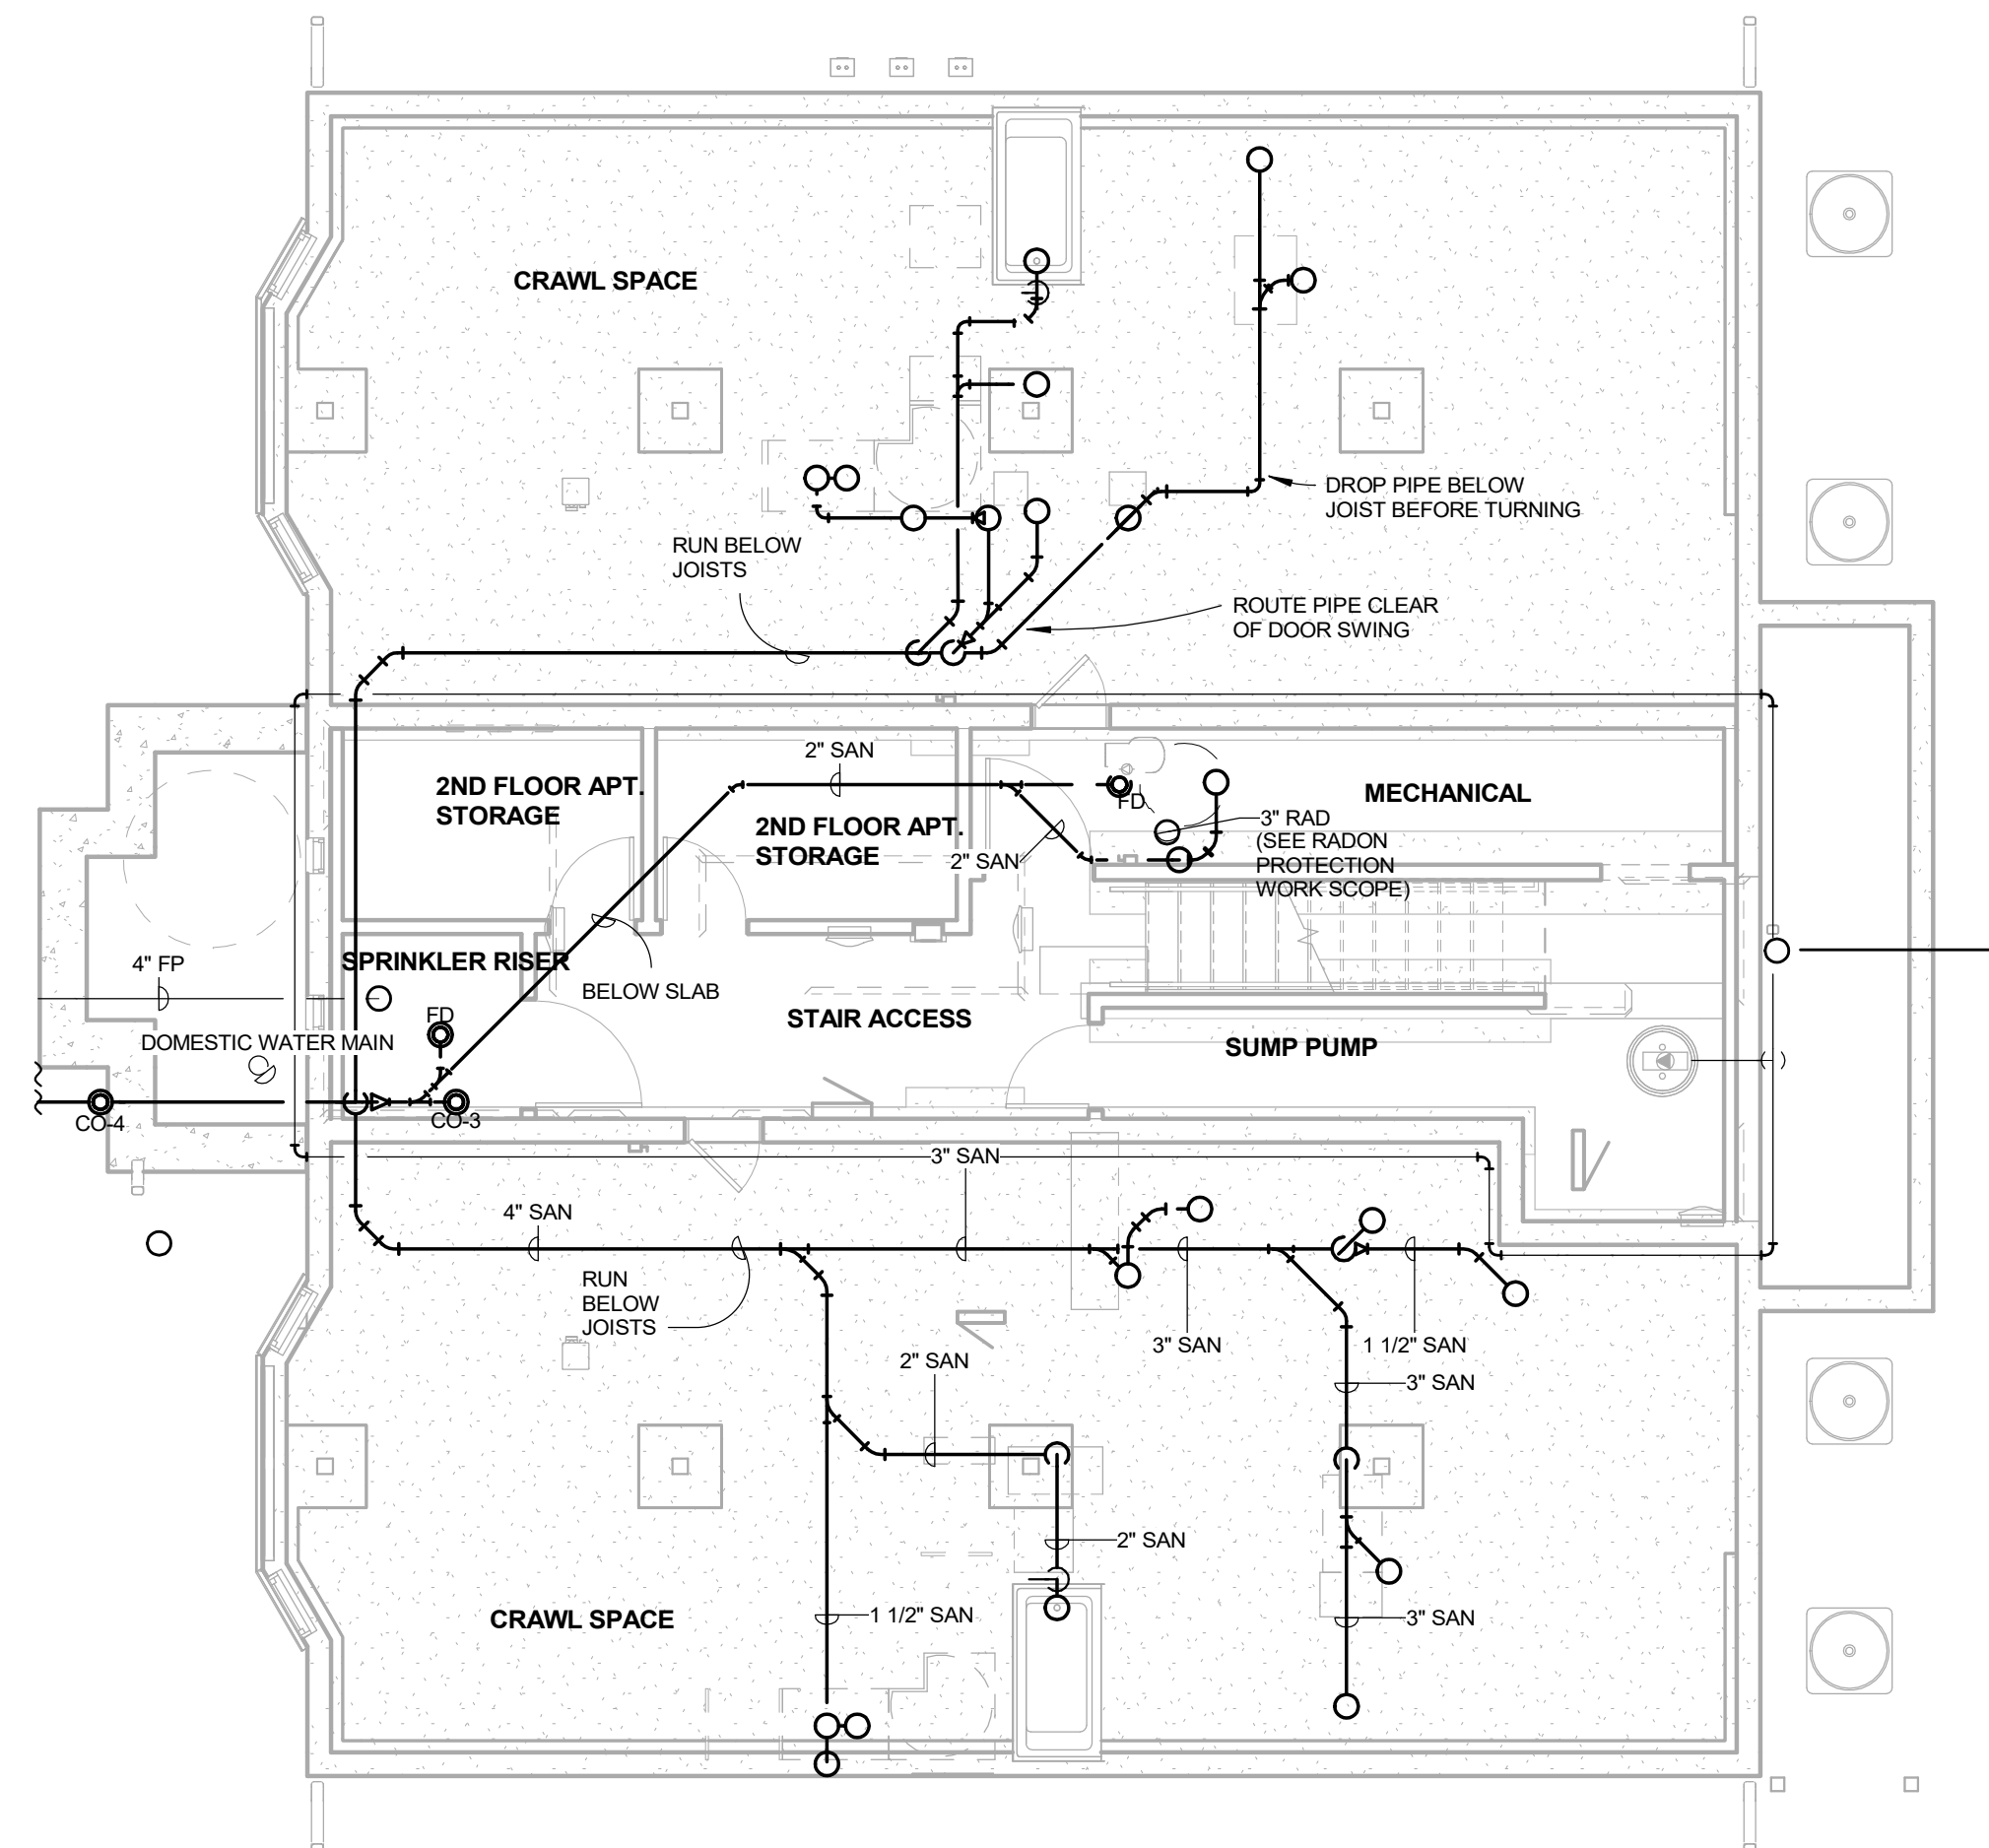 CRAWL SPACE
DROP PIPE BELOW
JOIST BEFORE TURNING
RUN BELOW
JOISTS
ROUTE PIPE CLEAR
OF DOOR SWING
2" SAN
2ND FLOOR APT.
STORAGE
2ND FLOOR APT.
STORAGE
MECHANICAL
FD
3" RAD
(SEE RADON
PROTECTION
WORK SCOPE)
2" SAN
SPRINKLER RISER
4" FP
BELOW SLAB
FD
STAIR ACCESS
DOMESTIC WATER MAIN
SUMP PUMP
CO-4
CO-3
3" SAN
4" SAN
RUN
BELOW
JOISTS
3" SAN
1 1/2" SAN
2" SAN
3" SAN
2" SAN
1 1/2" SAN
CRAWL SPACE
3" SAN